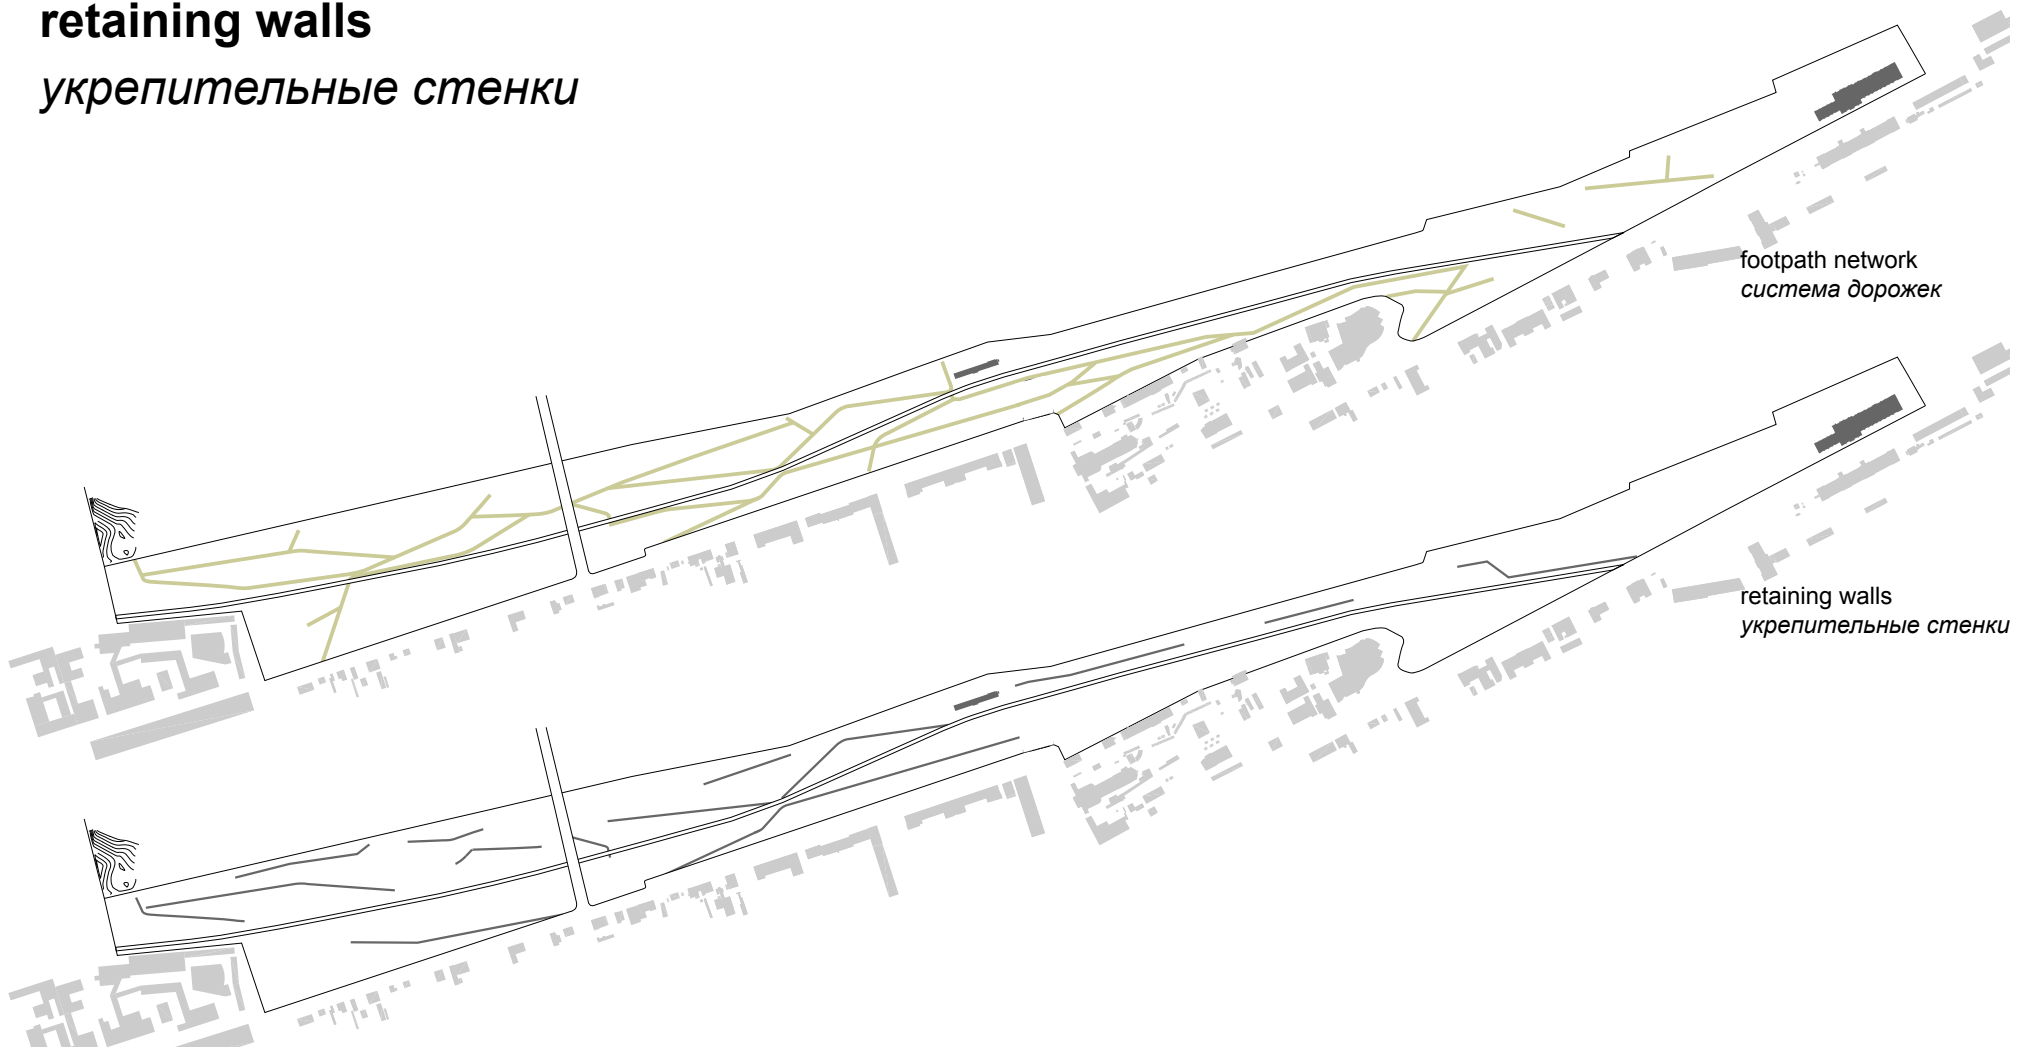 retaining walls
укрепительные стенки
footpath network
система дорожек
retaining walls
укрепительные стенки